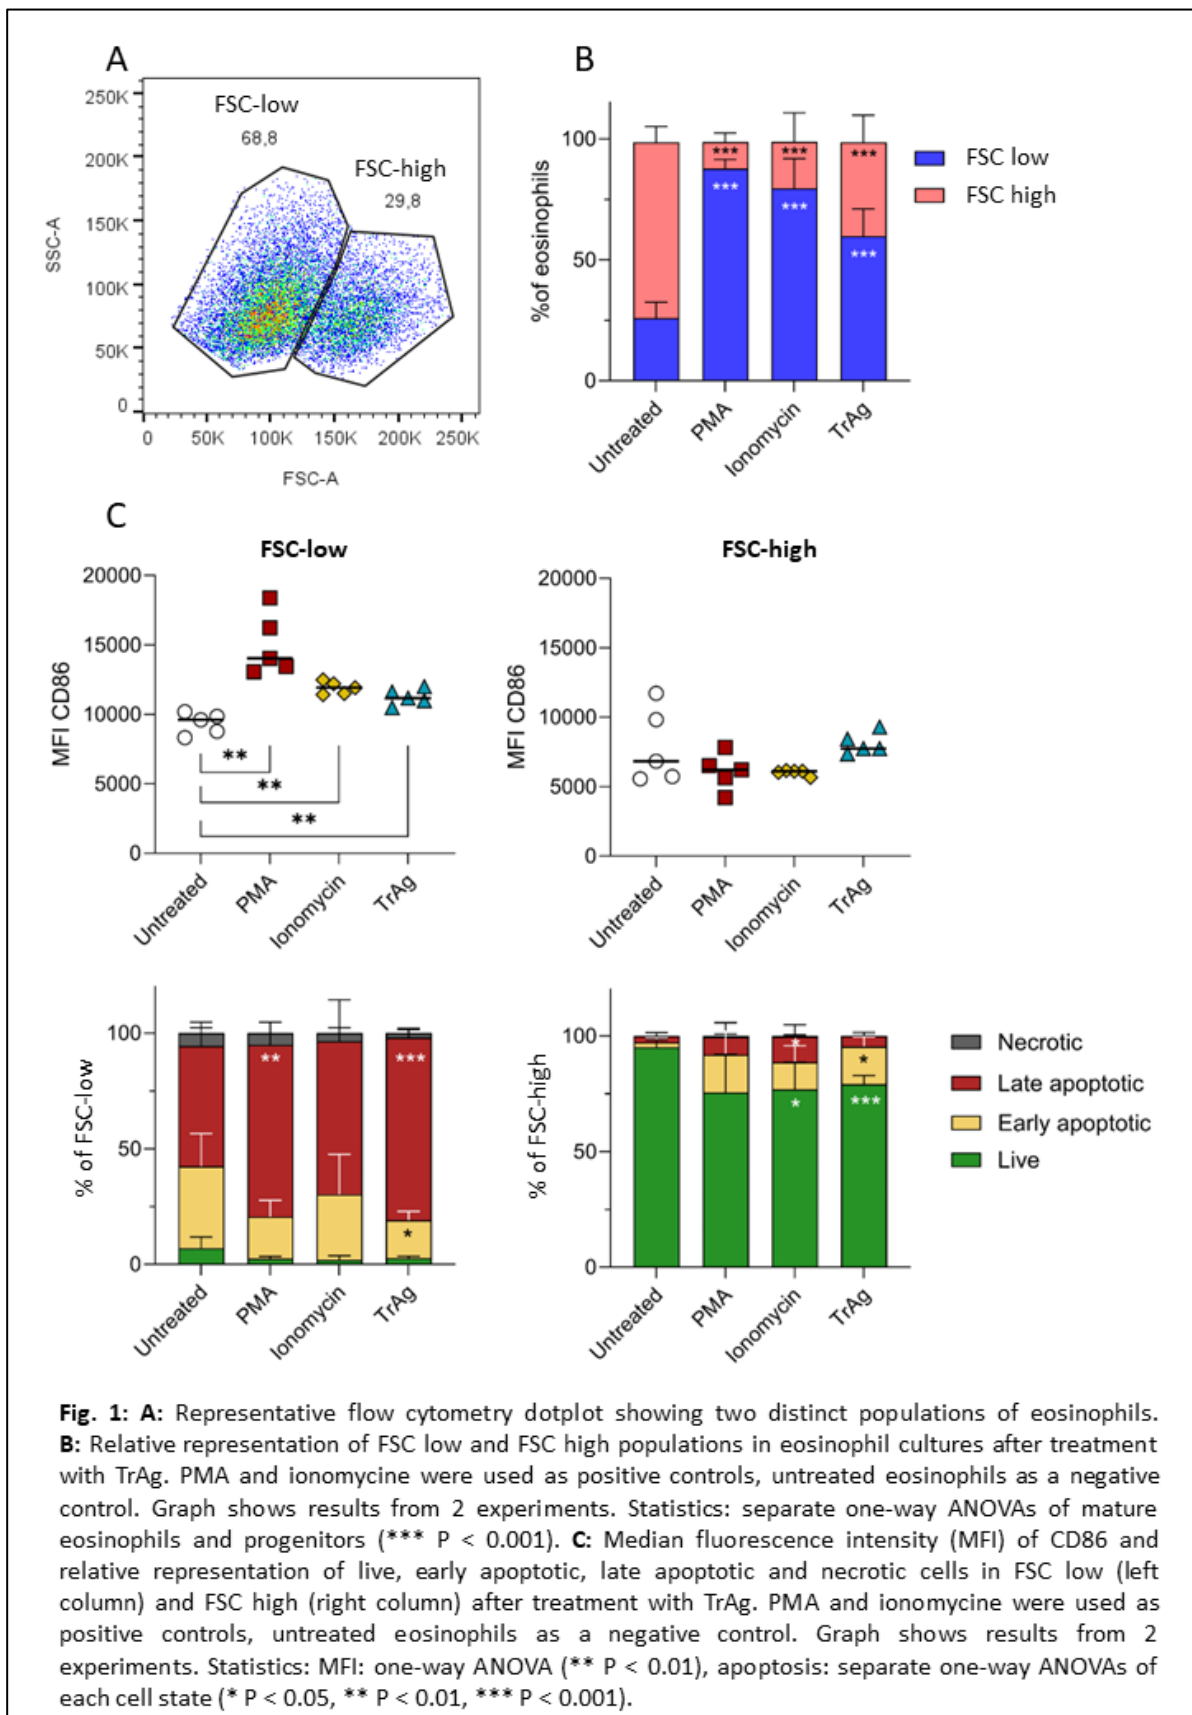 A
250K
200K
150K
100K
50K
0
SSC-A
FSC-low
68,8
FSC-high
29,8
0 50K 100K 150K 200K 250K
FSC-A
B
100
50
0
%of eosinophils
*** *** ***
*** *** ***
Untreated
PMA
Ionomycin
TrAg
FSC low
FSC high
C
FSC-low
20000
15000
10000
5000
0
MFI CD86
**
**
**
Untreated
PMA
Ionomycin
TrAg
FSC-high
20000
15000
10000
5000
0
MFI CD86
Untreated
PMA
Ionomycin
TrAg
100
50
0
% of FSC-low
** ***
*
Untreated
PMA
Ionomycin
TrAg
100
50
0
% of FSC-high
* *
* ***
Untreated
PMA
Ionomycin
TrAg
Necrotic
Late apoptotic
Early apoptotic
Live
Fig. 1: A: Representative flow cytometry dotplot showing two distinct populations of eosinophils.
B: Relative representation of FSC low and FSC high populations in eosinophil cultures after treatment
with TrAg. PMA and ionomycine were used as positive controls, untreated eosinophils as a negative
control. Graph shows results from 2 experiments. Statistics: separate one-way ANOVAs of mature
eosinophils and progenitors (*** P < 0.001). C: Median fluorescence intensity (MFI) of CD86 and
relative representation of live, early apoptotic, late apoptotic and necrotic cells in FSC low (left
column) and FSC high (right column) after treatment with TrAg. PMA and ionomycine were used as
positive controls, untreated eosinophils as a negative control. Graph shows results from 2
experiments. Statistics: MFI: one-way ANOVA (** P < 0.01), apoptosis: separate one-way ANOVAs of
each cell state (* P < 0.05, ** P < 0.01, *** P < 0.001).